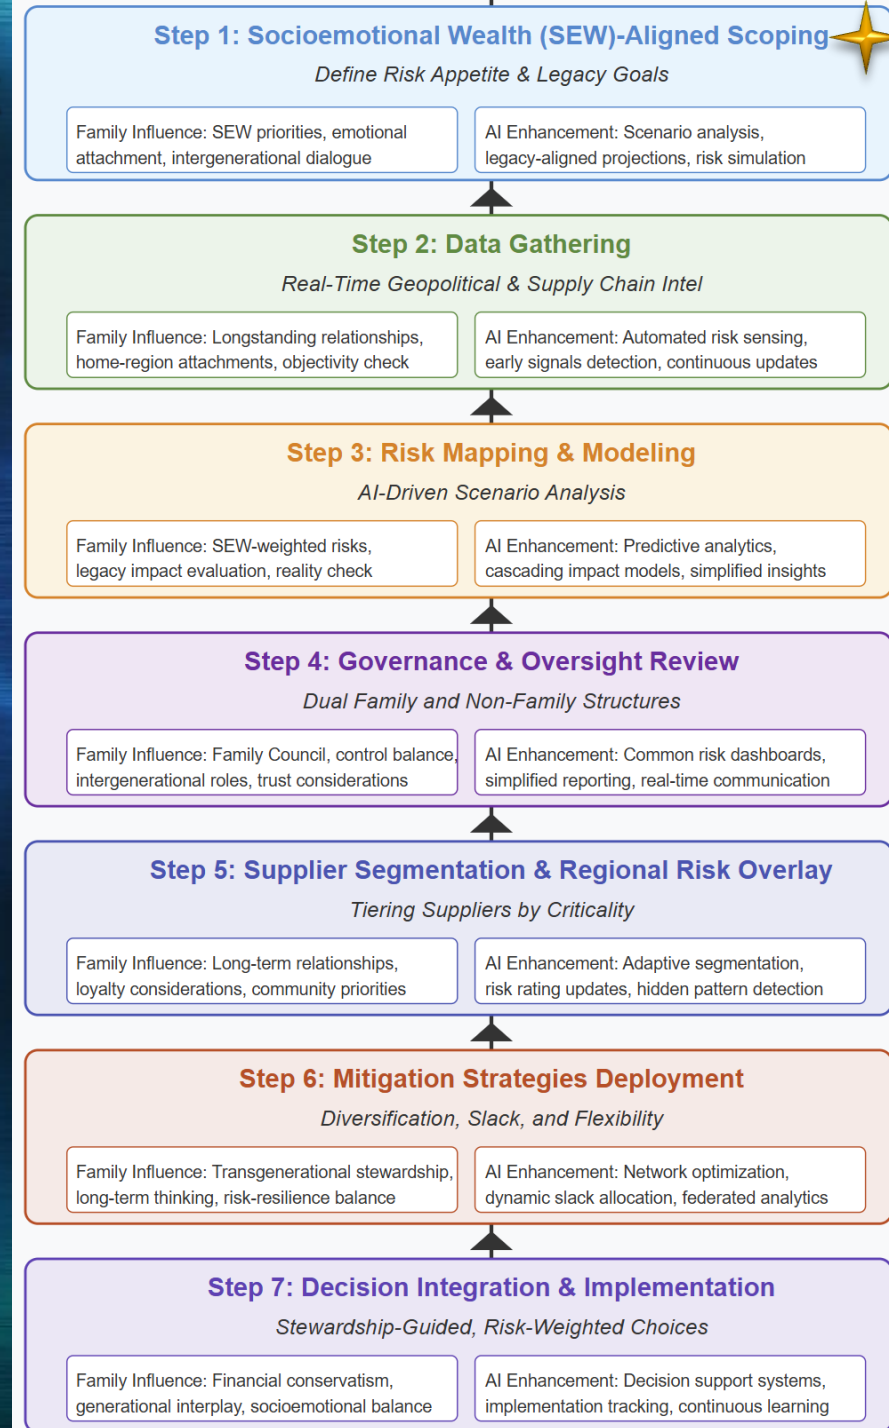 Step 1: Socioemotional Wealth (SEW)-Aligned Scoping
Define Risk Appetite & Legacy Goals
Family Influence: SEW priorities, emotional
attachment, intergenerational dialogue
AI Enhancement: Scenario analysis,
legacy-aligned projections, risk simulation
Step 2: Data Gathering
Real-Time Geopolitical & Supply Chain Intel
Family Influence: Longstanding relationships,
home-region attachments, objectivity check
AI Enhancement: Automated risk sensing,
early signals detection, continuous updates
Step 3: Risk Mapping & Modeling
AI-Driven Scenario Analysis
Family Influence: SEW-weighted risks,
legacy impact evaluation, reality check
AI Enhancement: Predictive analytics,
cascading impact models, simplified insights
Step 4: Governance & Oversight Review
Dual Family and Non-Family Structures
Family Influence: Family Council, control balance,
intergenerational roles, trust considerations
AI Enhancement: Common risk dashboards,
simplified reporting, real-time communication
Step 5: Supplier Segmentation & Regional Risk Overlay
Tiering Suppliers by Criticality
Family Influence: Long-term relationships,
loyalty considerations, community priorities
AI Enhancement: Adaptive segmentation,
risk rating updates, hidden pattern detection
Step 6: Mitigation Strategies Deployment
Diversification, Slack, and Flexibility
Family Influence: Transgenerational stewardship,
long-term thinking, risk-resilience balance
AI Enhancement: Network optimization,
dynamic slack allocation, federated analytics
Step 7: Decision Integration & Implementation
Stewardship-Guided, Risk-Weighted Choices
Family Influence: Financial conservatism,
generational interplay, socioemotional balance
AI Enhancement: Decision support systems,
implementation tracking, continuous learning